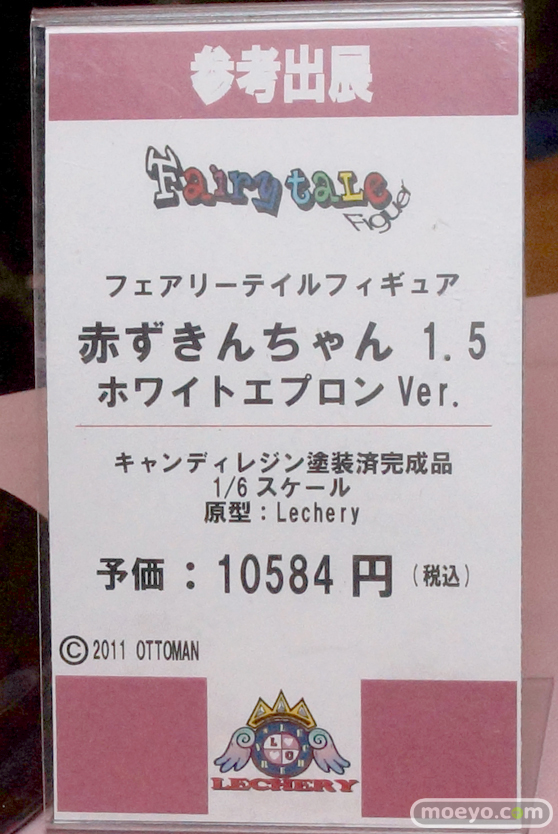 参考出展
Fairy taLe
Figuer
フェアリーテイルフィギュア
赤ずきんちゃん 1.5
ホワイトエプロン Ver.
キャンディレジン塗装済完成品
1/6 スケール
原型：Lechery
予価：10584 円（税込）
© 2011 OTTOMAN
LECHERY
moeyo.com